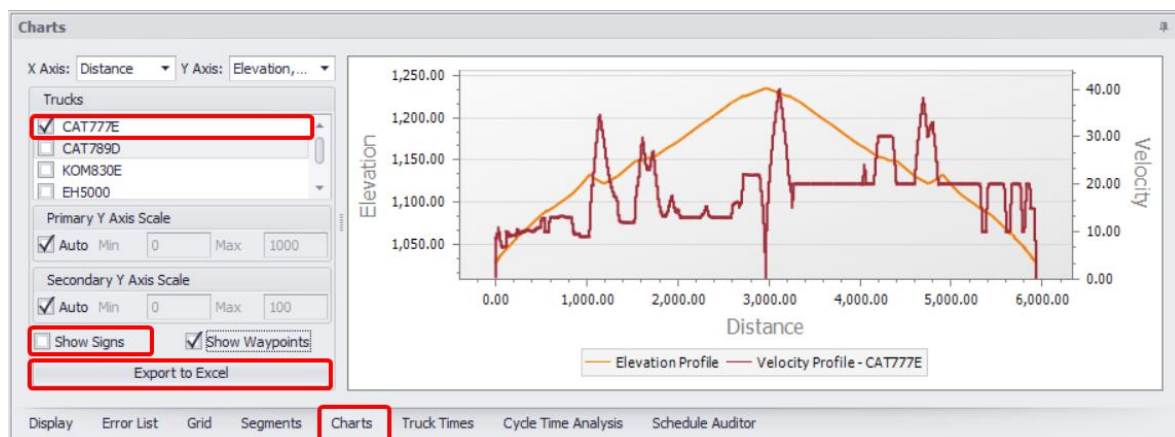 Charts
X Axis: Distance Y Axis: Elevation,...
Trucks
CAT777E
CAT789D
KOM830E
EH5000
Primary Y Axis Scale
Auto Min 0 Max 1000
Secondary Y Axis Scale
Auto Min 0 Max 100
Show Signs Show Waypoints
Export to Excel
1,250.00
1,200.00
1,150.00
1,100.00
1,050.00
Elevation
40.00
30.00
20.00
10.00
0.00
Velocity
0.00 1,000.00 2,000.00 3,000.00 4,000.00 5,000.00 6,000.00
Distance
Elevation Profile Velocity Profile - CAT777E
Display Error List Grid Segments Charts Truck Times Cycle Time Analysis Schedule Auditor